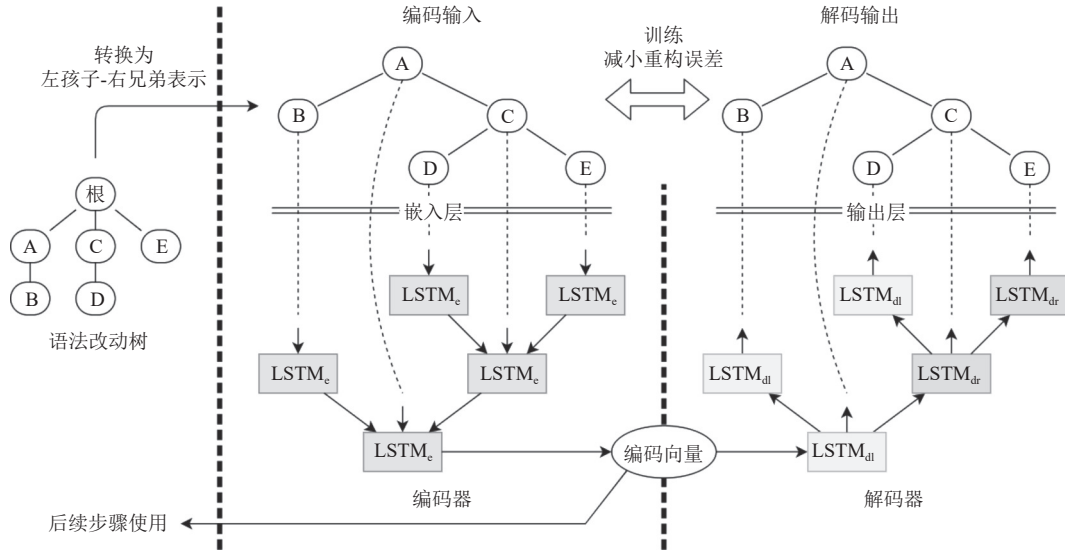 编码输入
解码输出
转换为
左孩子-右兄弟表示
训练
减小重构误差
A
B
C
D
E
A
B
C
D
E
根
A
C
E
B
D
语法改动树
嵌入层
输出层
LSTMe
LSTMe
LSTMdl
LSTMdr
LSTMe
LSTMe
LSTMdl
LSTMdr
LSTMe
编码向量
LSTMdl
编码器
解码器
后续步骤使用